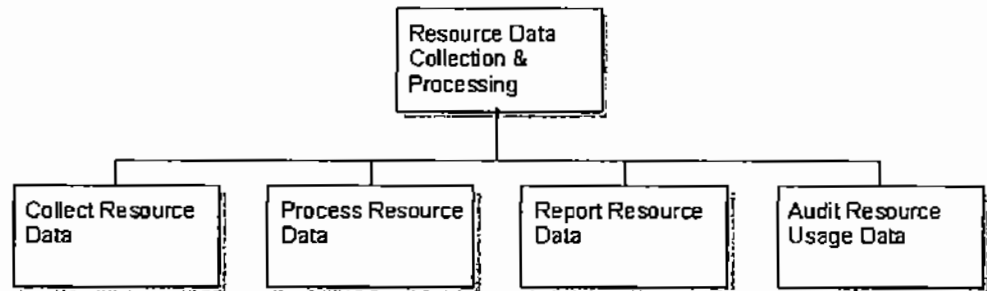 Resource Data
Collection &
Processing
Collect Resource
Data
Process Resource
Data
Report Resource
Data
Audit Resource
Usage Data